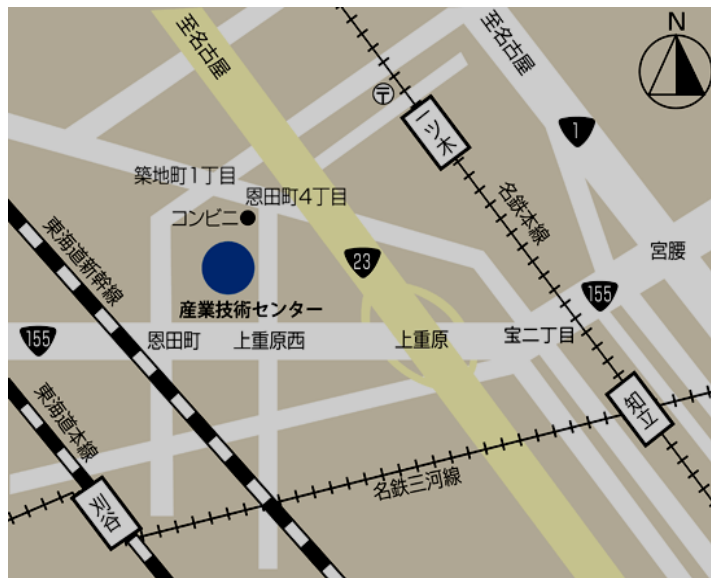 至名古屋
至名古屋
N
〒
一ツ木
1
築地町1丁目
恩田町4丁目
コンビニ
名鉄本線
東海道新幹線
23
宮腰
産業技術センター
155
155
恩田町
上重原西
上重原
宝二丁目
東海道本線
知立
名鉄三河線
刈谷